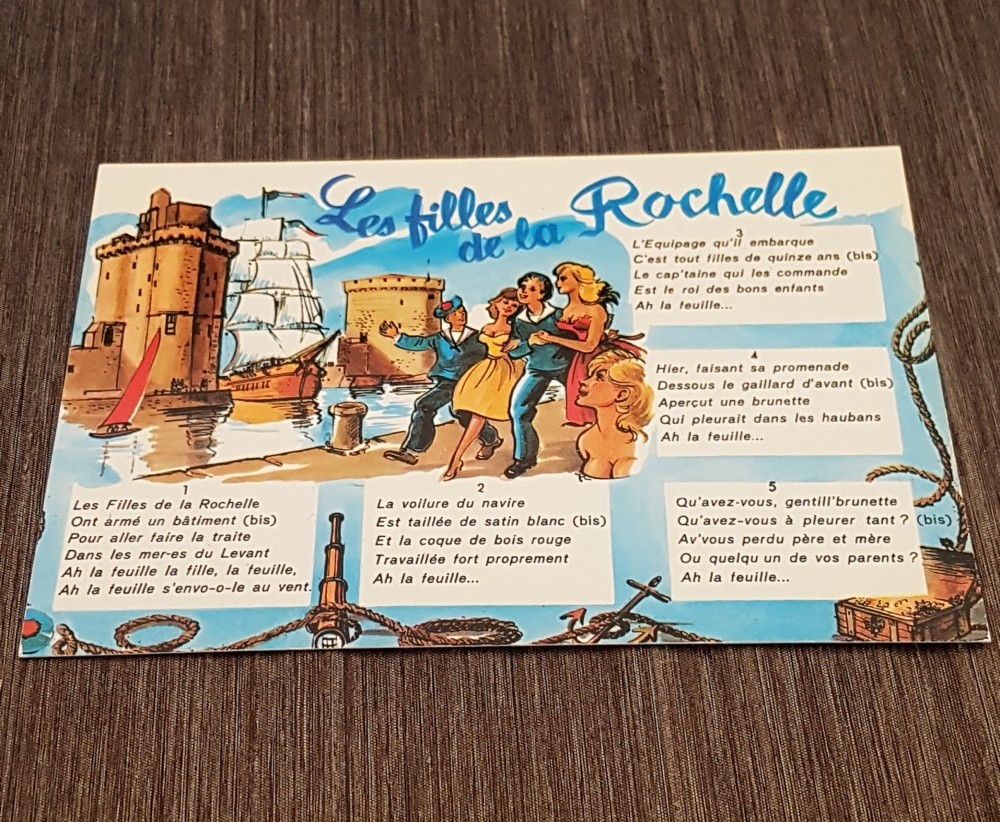 Les filles
de la Rochelle
1
Les Filles de la Rochelle
Ont armé un bâtiment (bis)
Pour aller faire la traite
Dans les mer-es du Levant
Ah la feuille la fille, la feuille,
Ah la feuille s'envo-o-le au vent.
2
La voilure du navire
Est taillée de satin blanc (bis)
Et la coque de bois rouge
Travaillée fort proprement
Ah la feuille...
3
L'Equipage qu'il embarque
C'est tout filles de quinze ans (bis)
Le cap'taine qui les commande
Est le roi des bons enfants
Ah la feuille...
4
Hier, faisant sa promenade
Dessous le gaillard d'avant (bis)
Aperçut une brunette
Qui pleurait dans les haubans
Ah la feuille...
5
Qu'avez-vous, gentill'brunette
Qu'avez-vous à pleurer tant ? (bis)
Av'vous perdu père et mère
Ou quelqu un de vos parents ?
Ah la feuille...